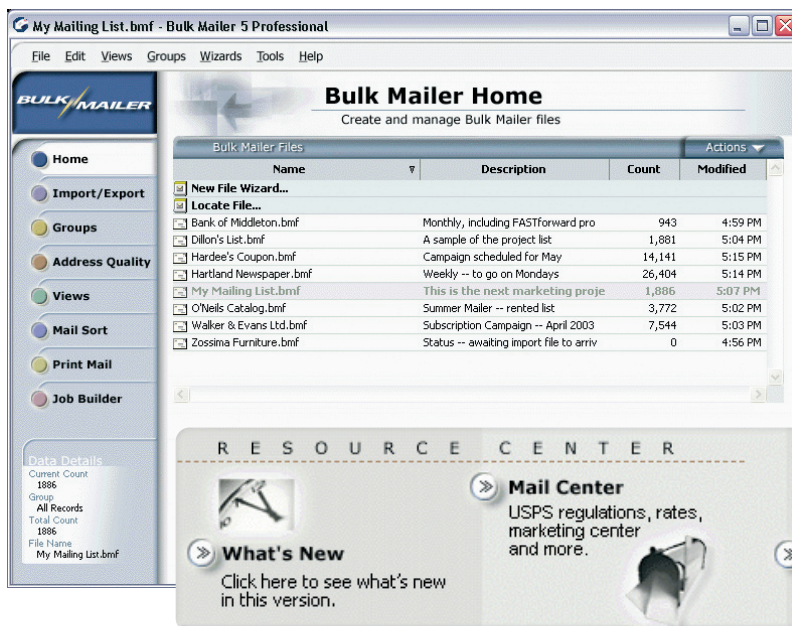 My Mailing List.bmf - Bulk Mailer 5 Professional
File Edit Views Groups Wizards Tools Help
BULK MAILER
Bulk Mailer Home
Create and manage Bulk Mailer files
Home
Import/Export
Groups
Address Quality
Views
Mail Sort
Print Mail
Job Builder
Data Details
Current Count
1886
Group
All Records
Total Count
1886
File Name
My Mailing List.bmf
Bulk Mailer Files Actions
Name Description Count Modified
New File Wizard...
Locate File...
Bank of Middleton.bmf Monthly, including FASTforward pro 943 4:59 PM
Dillon's List.bmf A sample of the project list 1,881 5:04 PM
Hardee's Coupon.bmf Campaign scheduled for May 14,141 5:15 PM
Hartland Newspaper.bmf Weekly -- to go on Mondays 26,404 5:14 PM
My Mailing List.bmf This is the next marketing proje 1,886 5:07 PM
O'Neils Catalog.bmf Summer Mailer -- rented list 3,772 5:02 PM
Walker & Evans Ltd.bmf Subscription Campaign -- April 2003 7,544 5:03 PM
Zossima Furniture.bmf Status -- awaiting import file to arriv 0 4:56 PM
RESOURCE CENTER
What's New
Click here to see what's new
in this version.
Mail Center
USPS regulations, rates,
marketing center
and more.